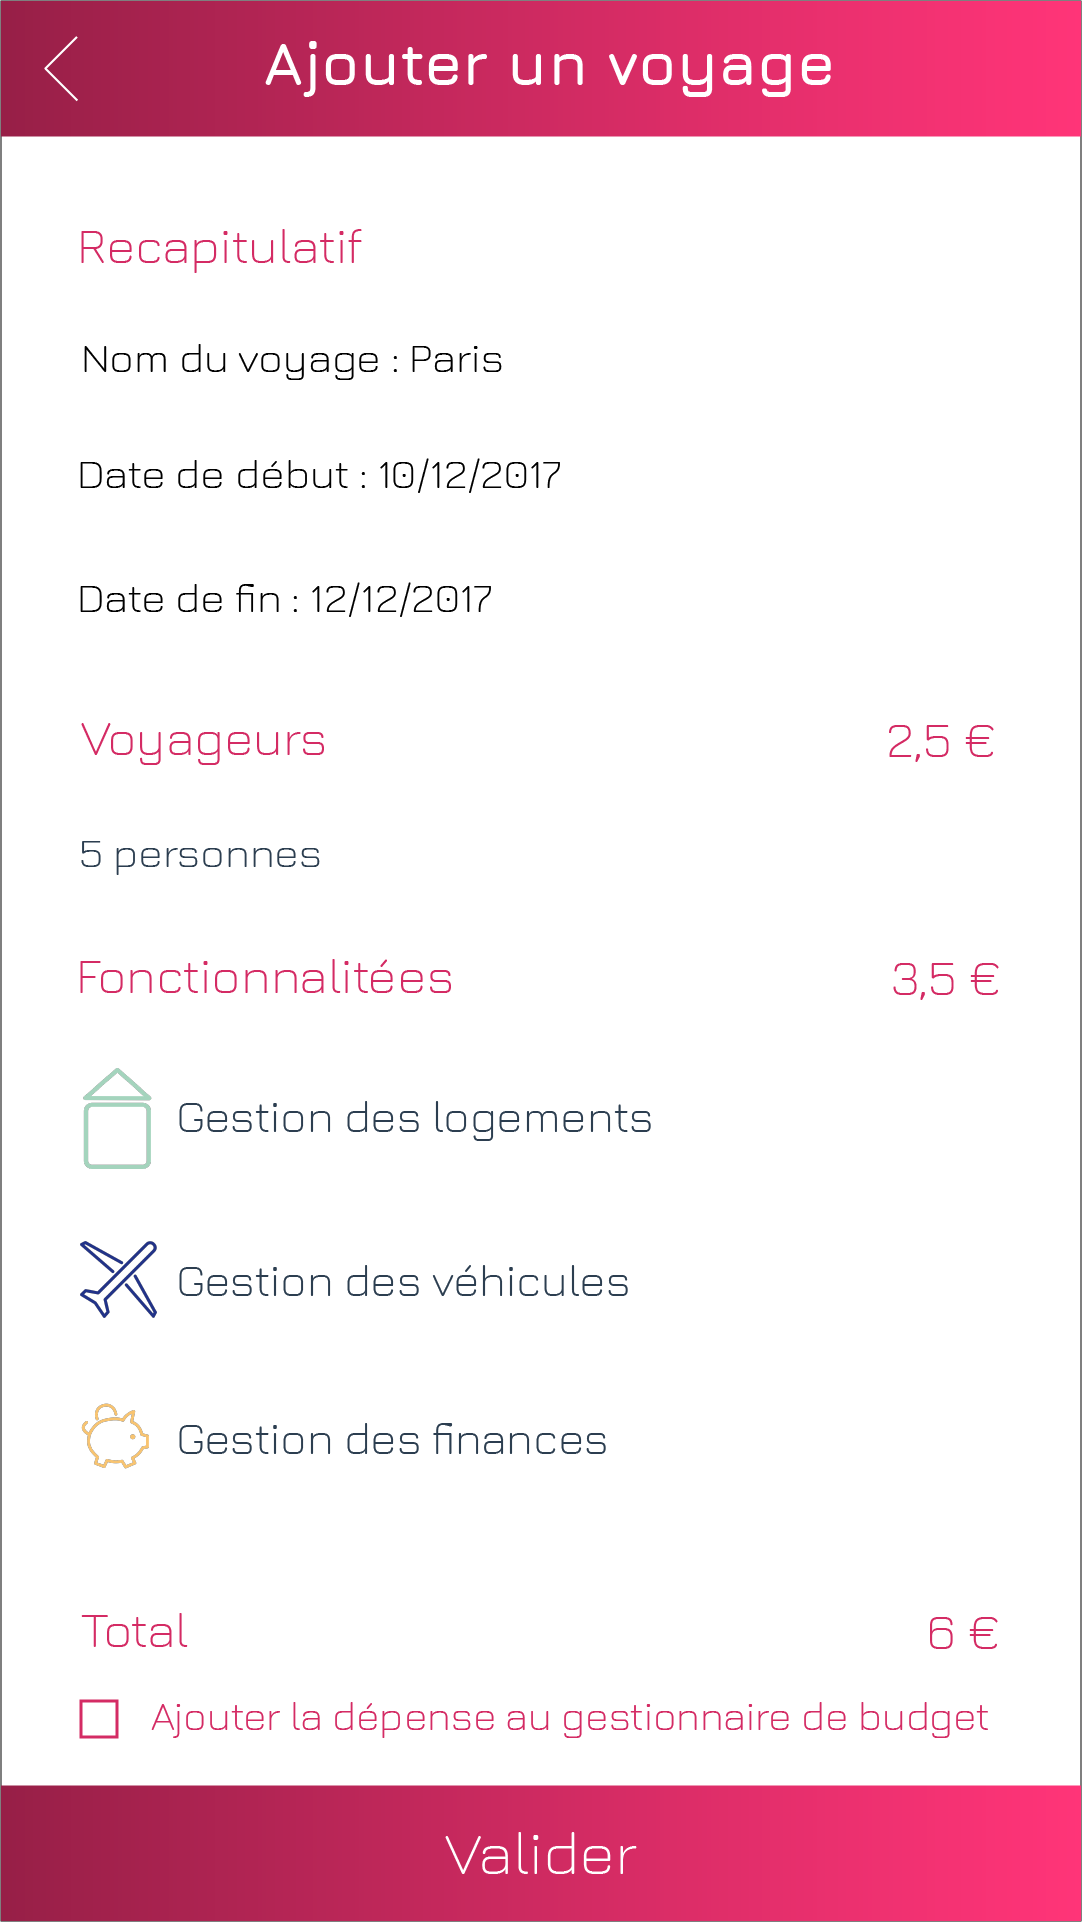 Ajouter un voyage
Recapitulatif
Nom du voyage : Paris
Date de début : 10/12/2017
Date de fin : 12/12/2017
Voyageurs 2,5 €
5 personnes
Fonctionnalitées 3,5 €
Gestion des logements
Gestion des véhicules
Gestion des finances
Total 6 €
Ajouter la dépense au gestionnaire de budget
Valider